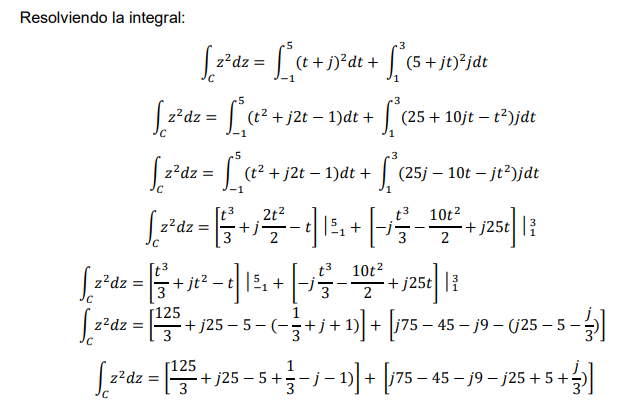 Resolviendo la integral:
∫_C z²dz = ∫_{−1}^{5} (t + j)²dt + ∫_{1}^{3} (5 + jt)²jdt
∫_C z²dz = ∫_{−1}^{5} (t² + j2t − 1)dt + ∫_{1}^{3} (25 + 10jt − t²)jdt
∫_C z²dz = ∫_{−1}^{5} (t² + j2t − 1)dt + ∫_{1}^{3} (25j − 10t − jt²)jdt
∫_C z²dz = [t³/3 + j 2t²/2 − t] |_{−1}^{5} + [−j t³/3 − 10t²/2 + j25t] |_{1}^{3}
∫_C z²dz = [t³/3 + jt² − t] |_{−1}^{5} + [−j t³/3 − 10t²/2 + j25t] |_{1}^{3}
∫_C z²dz = [125/3 + j25 − 5 − (−1/3 + j + 1)] + [j75 − 45 − j9 − (j25 − 5 − j/3)]
∫_C z²dz = [125/3 + j25 − 5 + 1/3 − j − 1)] + [j75 − 45 − j9 − j25 + 5 + j/3)]